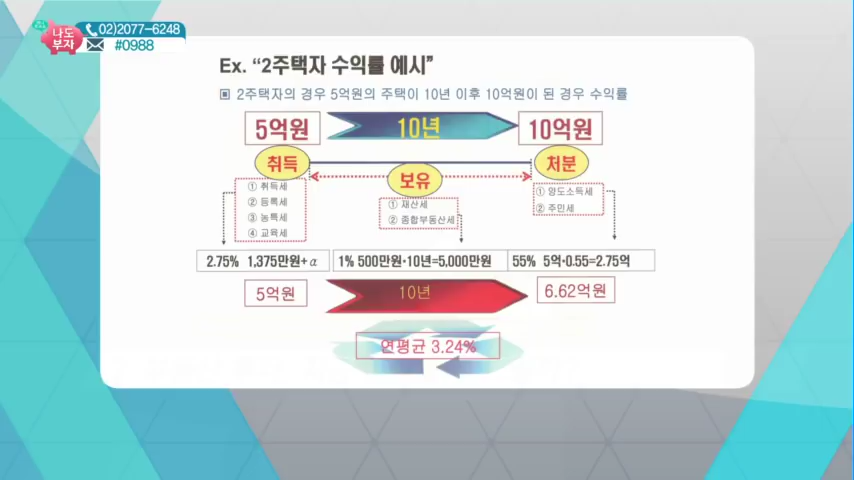 나도
부자
02)2077-6248
#0988
Ex. “2주택자 수익률 예시”
▣ 2주택자의 경우 5억원의 주택이 10년 이후 10억원이 된 경우 수익률
5억원 10년 10억원
취득 보유 처분
① 취득세
② 등록세
③ 농특세
④ 교육세
① 재산세
② 종합부동산세
① 양도소득세
② 주민세
2.75% 1,375만원+α
1% 500만원·10년=5,000만원
55% 5억·0.55=2.75억
5억원 10년 6.62억원
연평균 3.24%